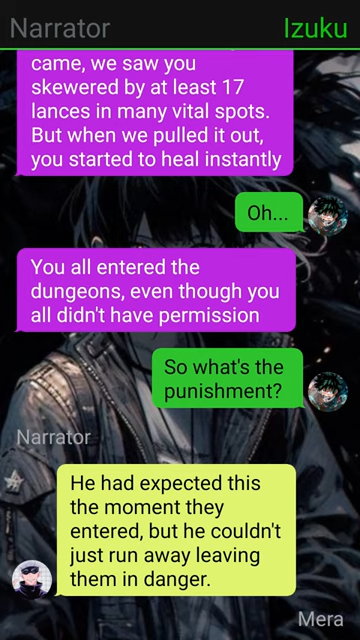 Narrator
Izuku
came, we saw you
skewered by at least 17
lances in many vital spots.
But when we pulled it out,
you started to heal instantly
Oh...
You all entered the
dungeons, even though you
all didn't have permission
So what's the
punishment?
Narrator
He had expected this
the moment they
entered, but he couldn't
just run away leaving
them in danger.
Mera